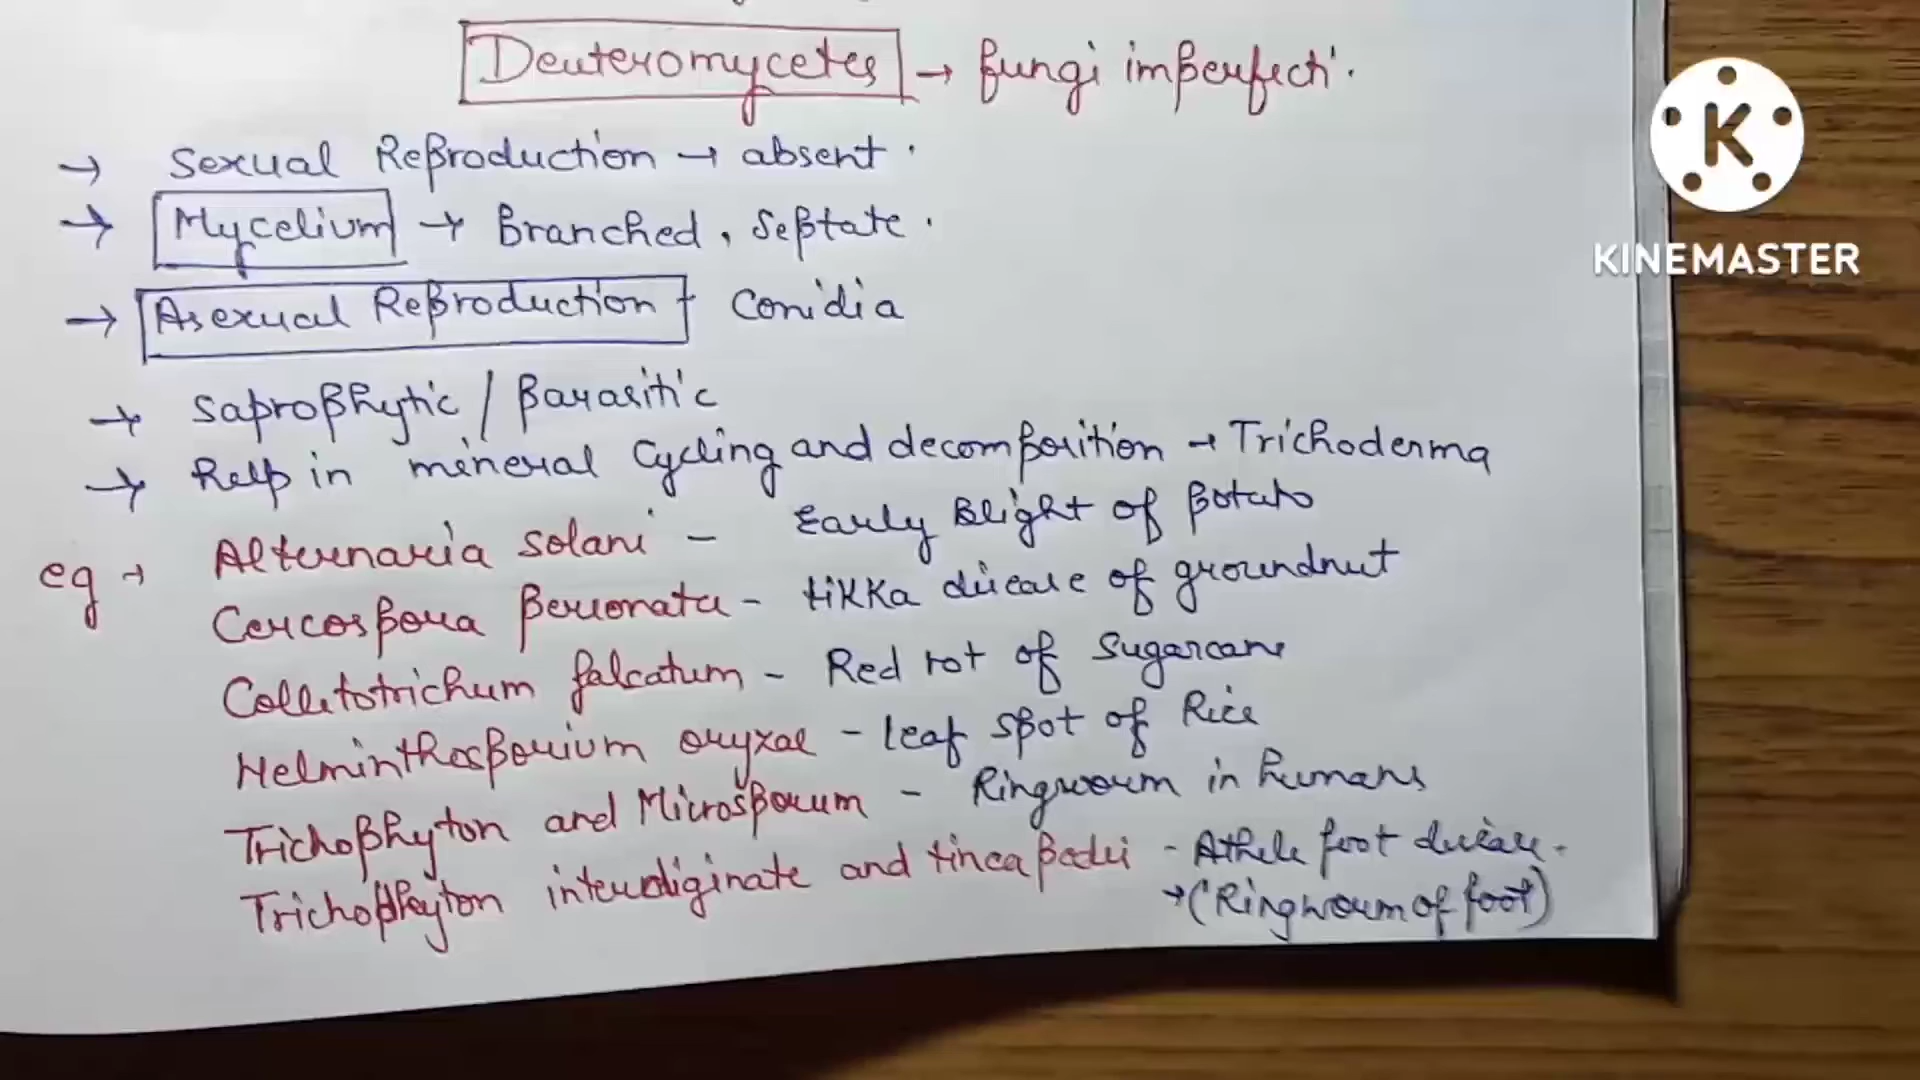 Deuteromycetes → fungi imperfecti.
→ Sexual Reproduction → absent.
→ Mycelium → Branched, septate.
→ Asexual Reproduction - Conidia
→ Saprophytic / Parasitic
→ Help in mineral Cycling and decomposition → Trichoderma
eg → Alternaria solani - Early Blight of potato
Cercospora personata - tikka disease of groundnut
Colletotrichum falcatum - Red rot of Sugarcane
Helminthosporium oryzae - leaf spot of Rice
Trichophyton and Microsporum - Ringworm in humans
Trichophyton interdiginate and tinea pedis - Athele foot disease.
→ (Ringworm of foot)
K
KINEMASTER